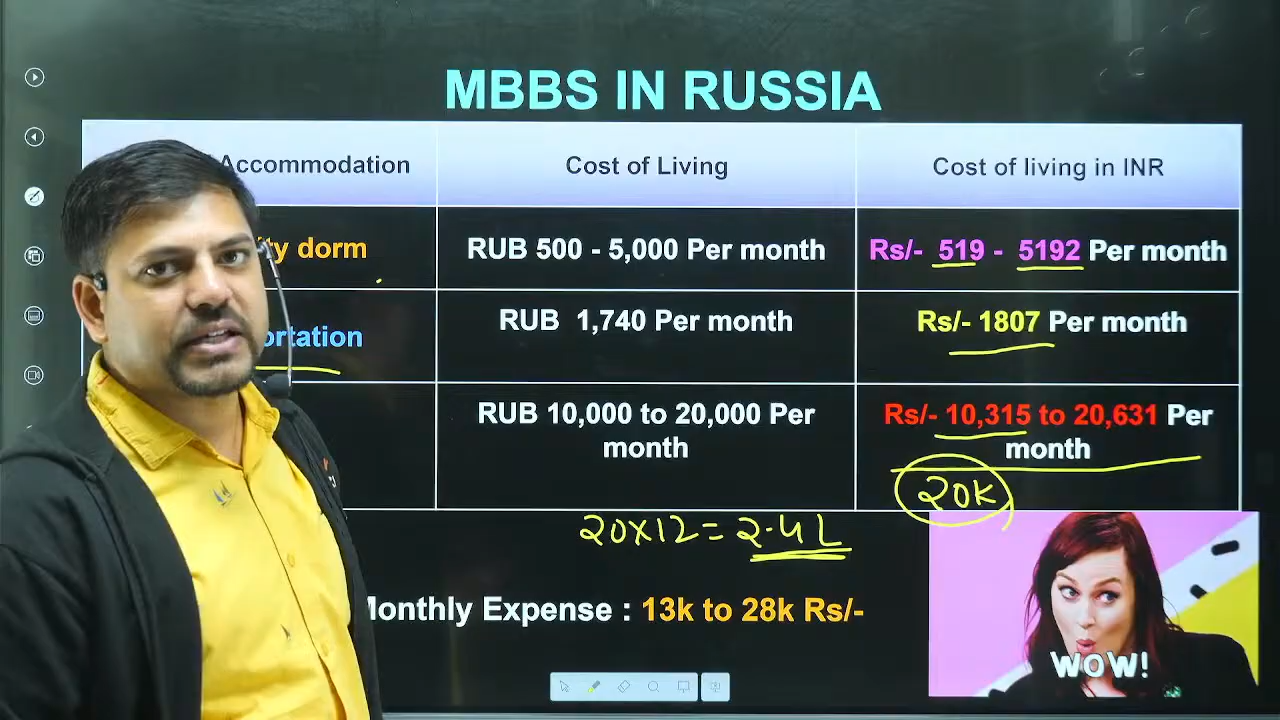 MBBS IN RUSSIA
Accommodation
Cost of Living
Cost of living in INR
ity dorm
RUB 500 - 5,000 Per month
Rs/- 519 - 5192 Per month
ortation
RUB 1,740 Per month
Rs/- 1807 Per month
RUB 10,000 to 20,000 Per
month
Rs/- 10,315 to 20,631 Per
month
20K
20X12 = 2.4 L
Monthly Expense : 13k to 28k Rs/-
WOW!